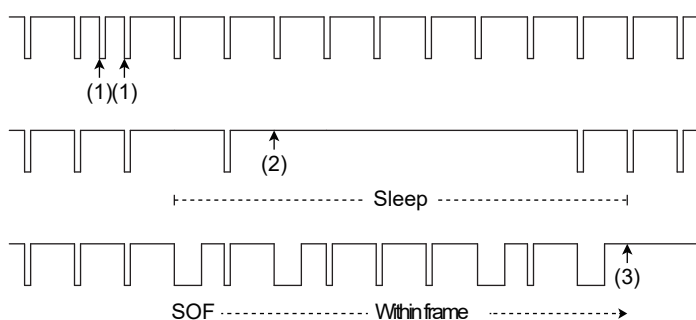 (1)(1)
(2)
Sleep
(3)
SOF Within frame